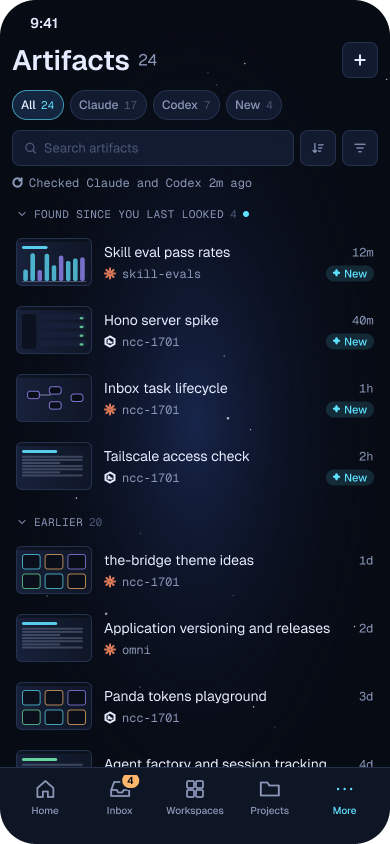 9:41
Artifacts 24
All 24 Claude 17 Codex 7 New 4
Search artifacts
Checked Claude and Codex 2m ago
FOUND SINCE YOU LAST LOOKED 4
Skill eval pass rates 12m
skill-evals New
Hono server spike 40m
ncc-1701 New
Inbox task lifecycle 1h
ncc-1701 New
Tailscale access check 2h
ncc-1701 New
EARLIER 20
the-bridge theme ideas 1d
ncc-1701
Application versioning and releases 2d
omni
Panda tokens playground 3d
ncc-1701
Agent factory and session tracking 4d
4
Home Inbox Workspaces Projects More